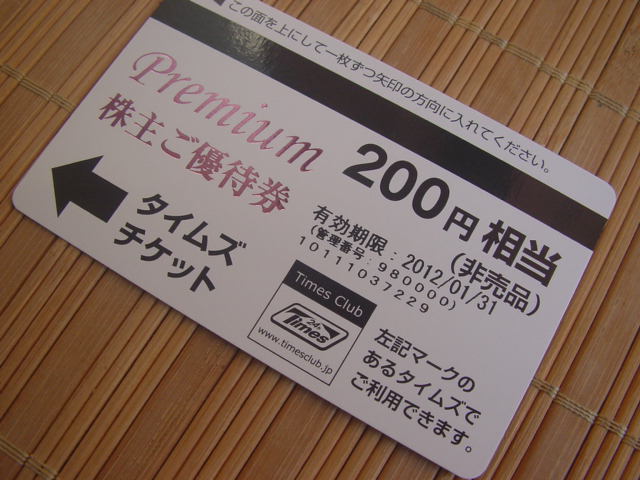 この面を上にして一枚ずつ矢印の方向に入れてください。
Premium
株主ご優待券
200円相当
(非売品)
有効期限:2012/01/31
(管理番号:980000)
10111037229
タイムズ
チケット
Times Club
24h
Times
www.timesclub.jp
左記マークの
あるタイムズで
ご利用できます。